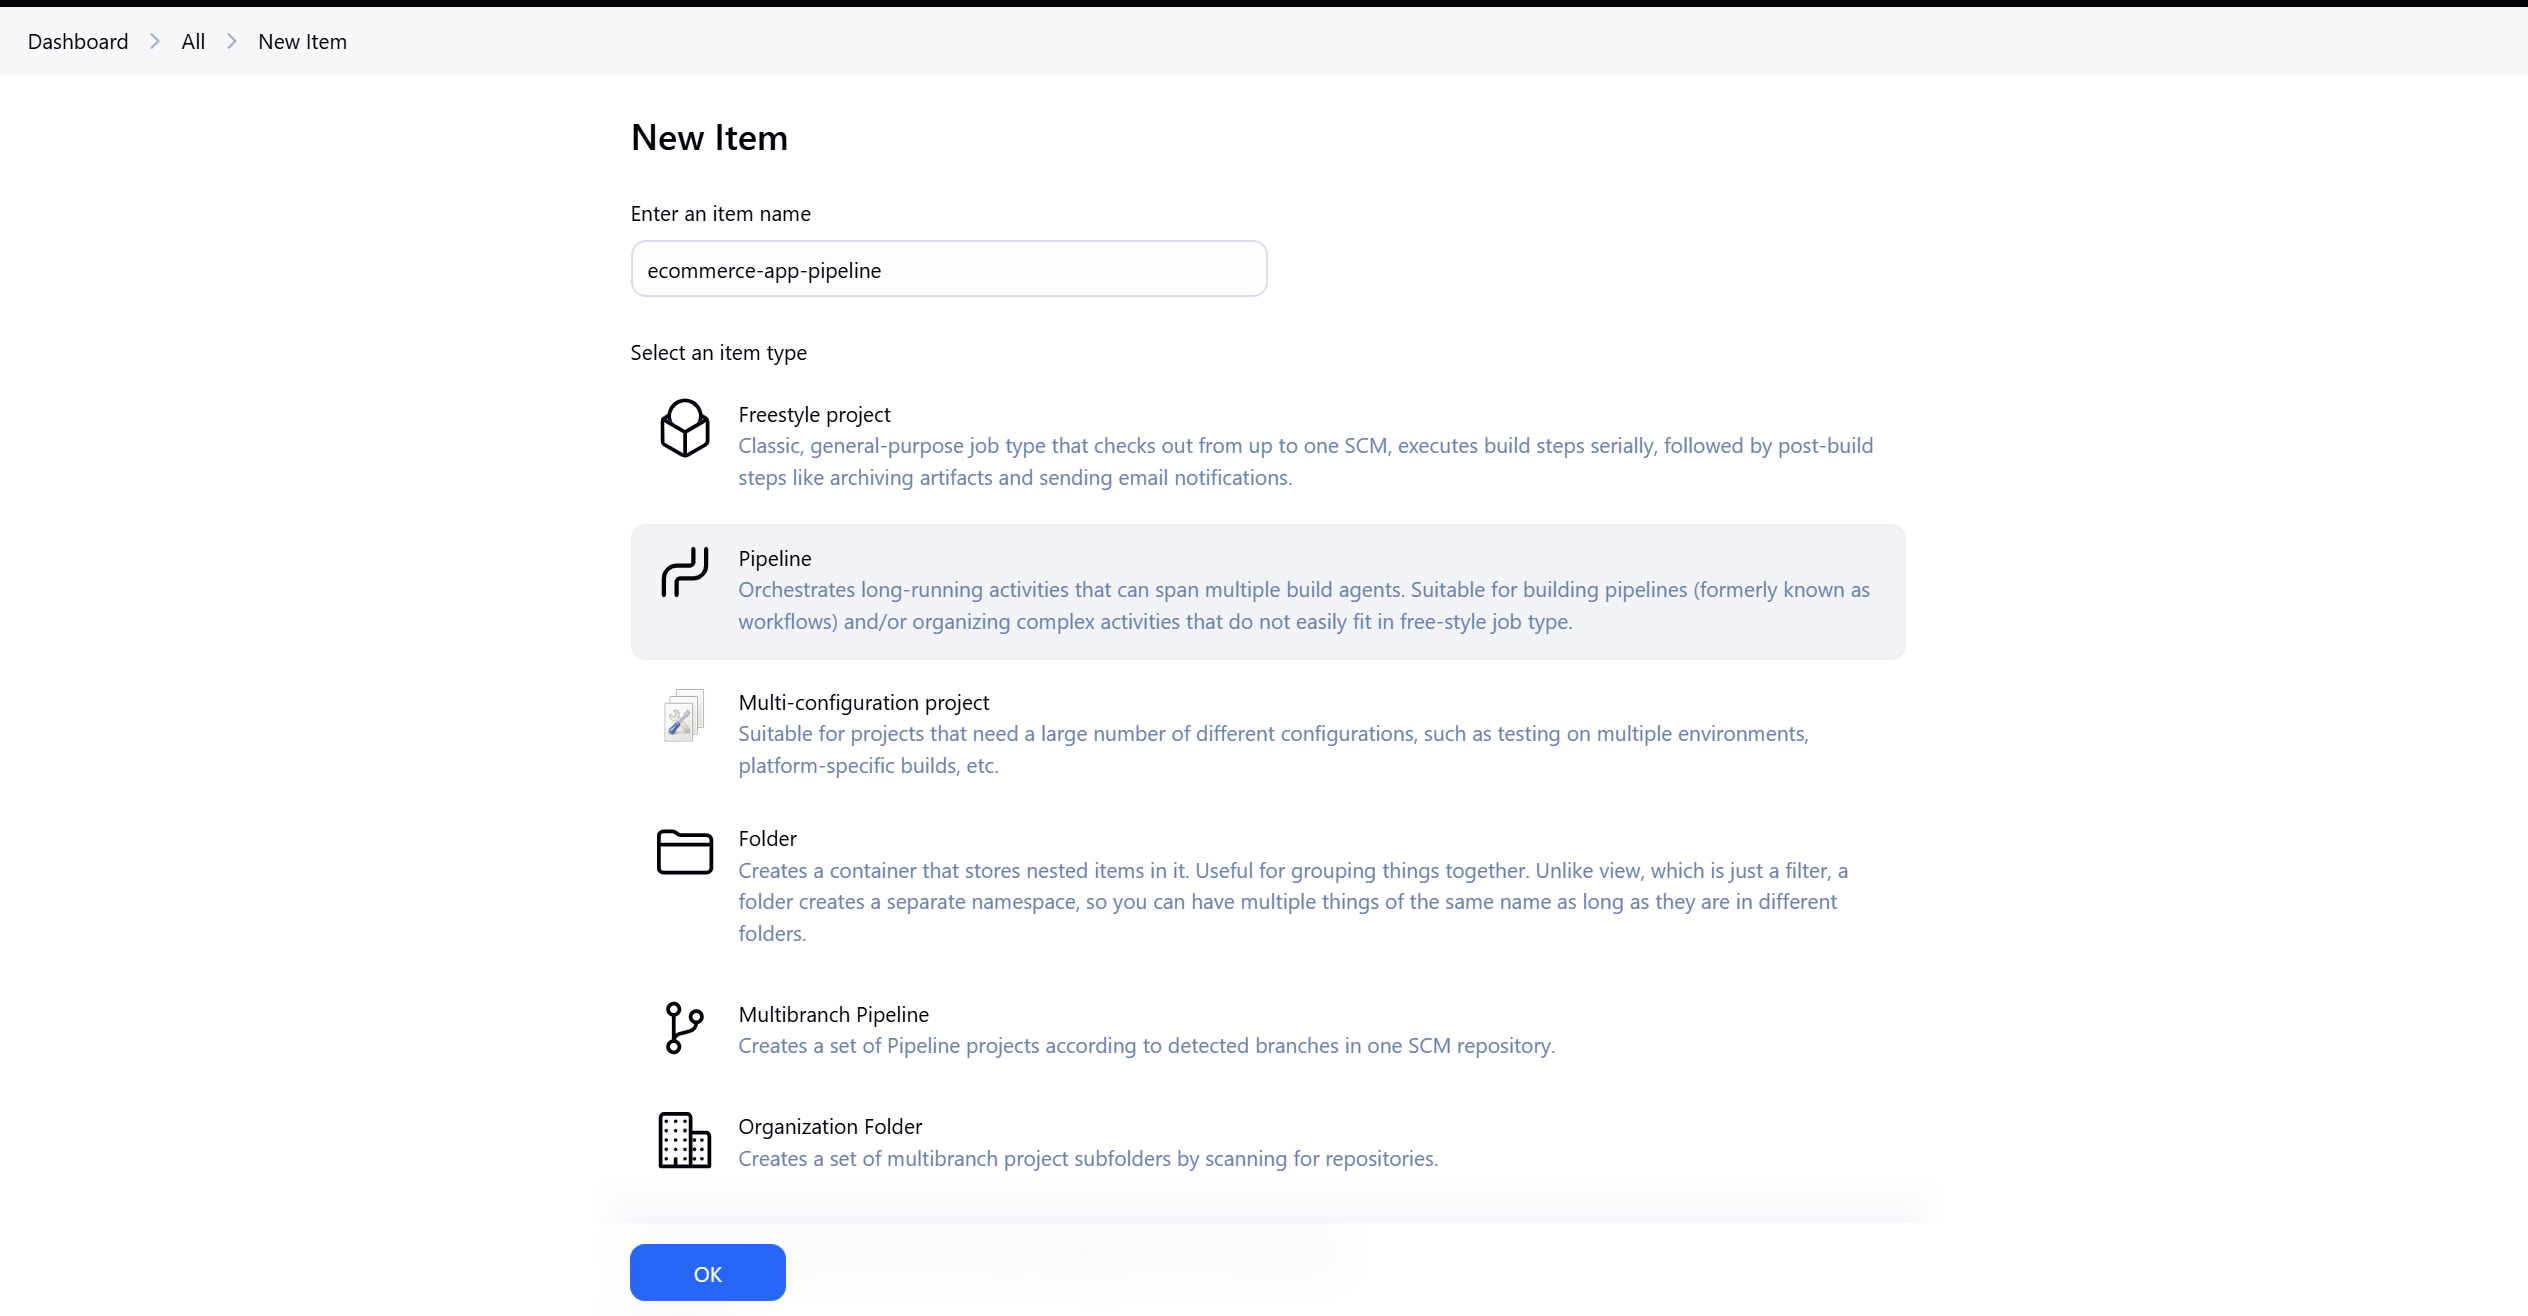 Dashboard > All > New Item
New Item
Enter an item name
ecommerce-app-pipeline
Select an item type
Freestyle project
Classic, general-purpose job type that checks out from up to one SCM, executes build steps serially, followed by post-build
steps like archiving artifacts and sending email notifications.
Pipeline
Orchestrates long-running activities that can span multiple build agents. Suitable for building pipelines (formerly known as
workflows) and/or organizing complex activities that do not easily fit in free-style job type.
Multi-configuration project
Suitable for projects that need a large number of different configurations, such as testing on multiple environments,
platform-specific builds, etc.
Folder
Creates a container that stores nested items in it. Useful for grouping things together. Unlike view, which is just a filter, a
folder creates a separate namespace, so you can have multiple things of the same name as long as they are in different
folders.
Multibranch Pipeline
Creates a set of Pipeline projects according to detected branches in one SCM repository.
Organization Folder
Creates a set of multibranch project subfolders by scanning for repositories.
OK